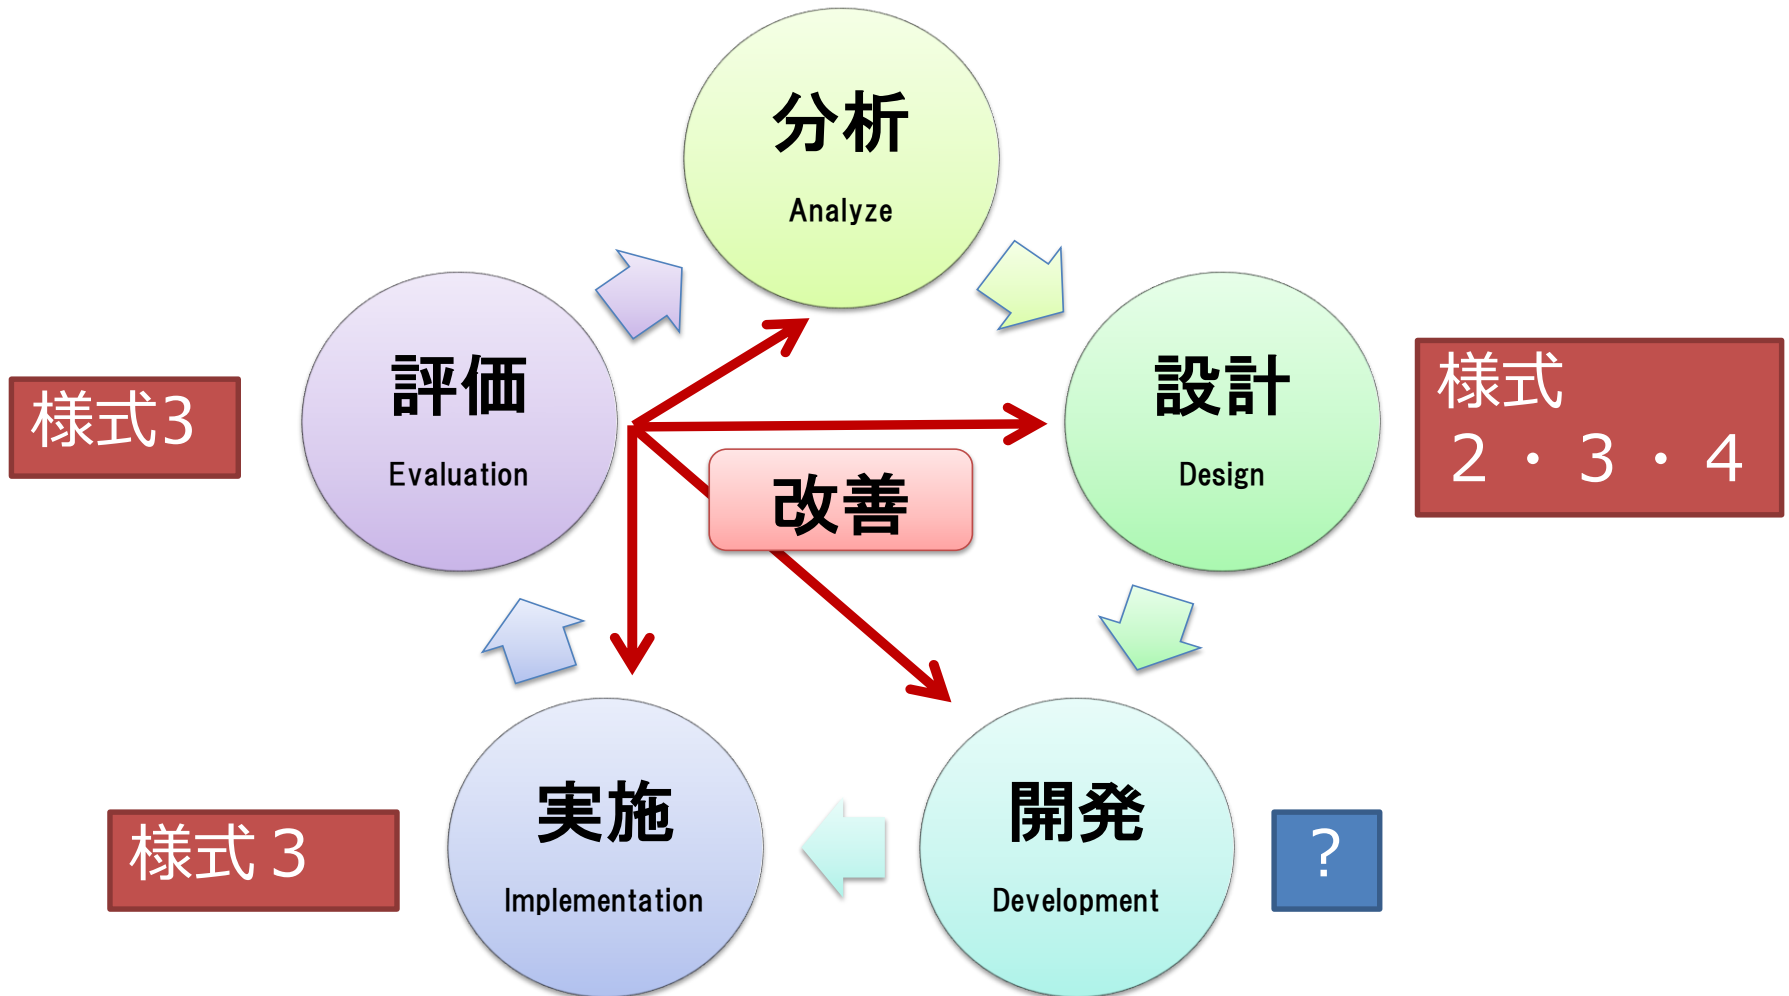 分析
Analyze
評価
Evaluation
設計
Design
様式3
様式
２・３・４
改善
実施
Implementation
開発
Development
様式３
？